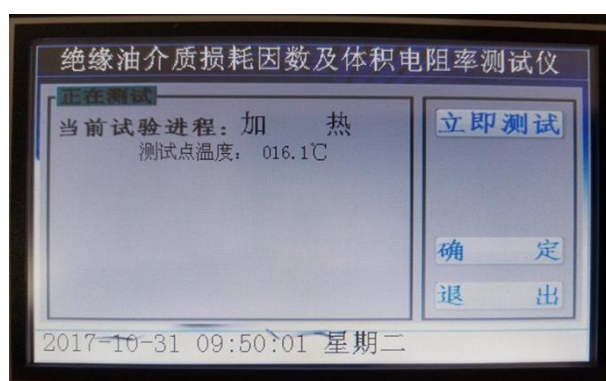 绝缘油介质损耗因数及体积电阻率测试仪
正在测试
当前试验进程：加 热
测试点温度： 016.1℃
立即测试
确 定
退 出
2017-10-31 09:50:01 星期二